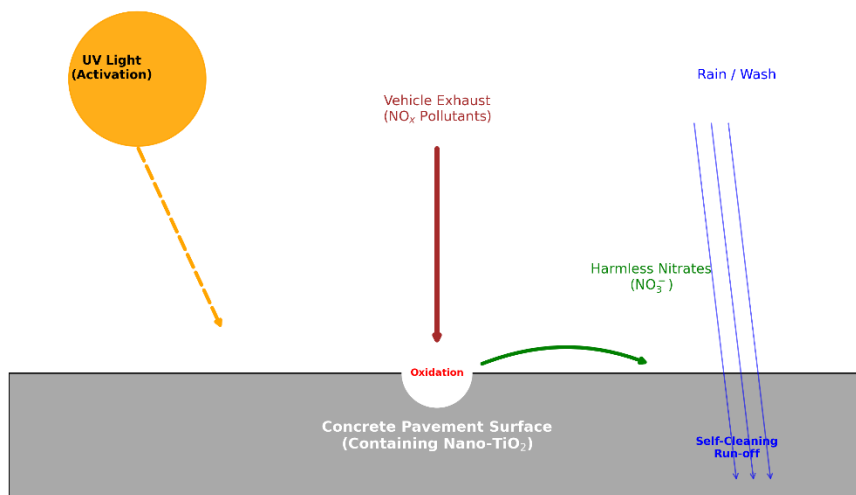 UV Light
(Activation)
Rain / Wash
Vehicle Exhaust
(NOₓ Pollutants)
Harmless Nitrates
(NO₃⁻)
Oxidation
Concrete Pavement Surface
(Containing Nano-TiO₂)
Self-Cleaning
Run-off